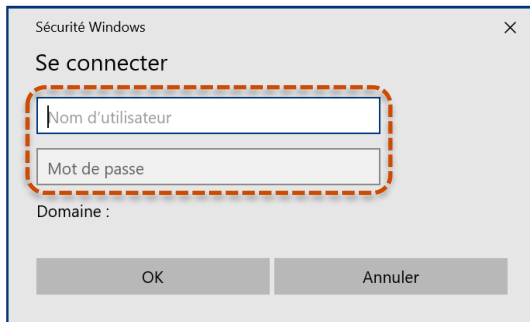 Sécurité Windows
Se connecter
Nom d'utilisateur
Mot de passe
Domaine :
OK
Annuler